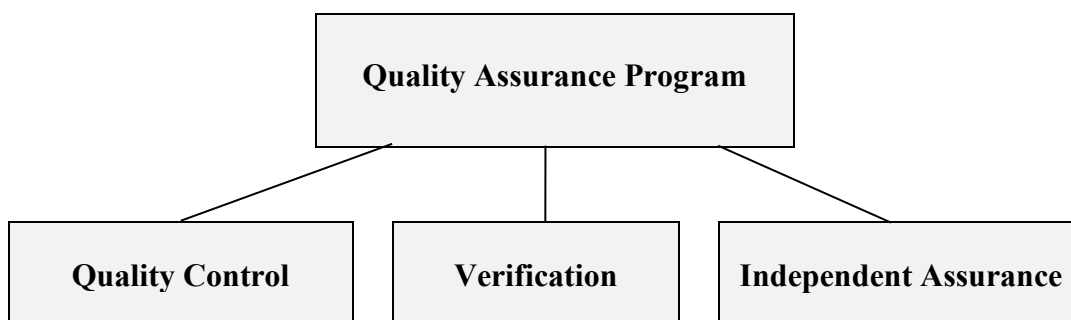 Quality Assurance Program
Quality Control
Verification
Independent Assurance